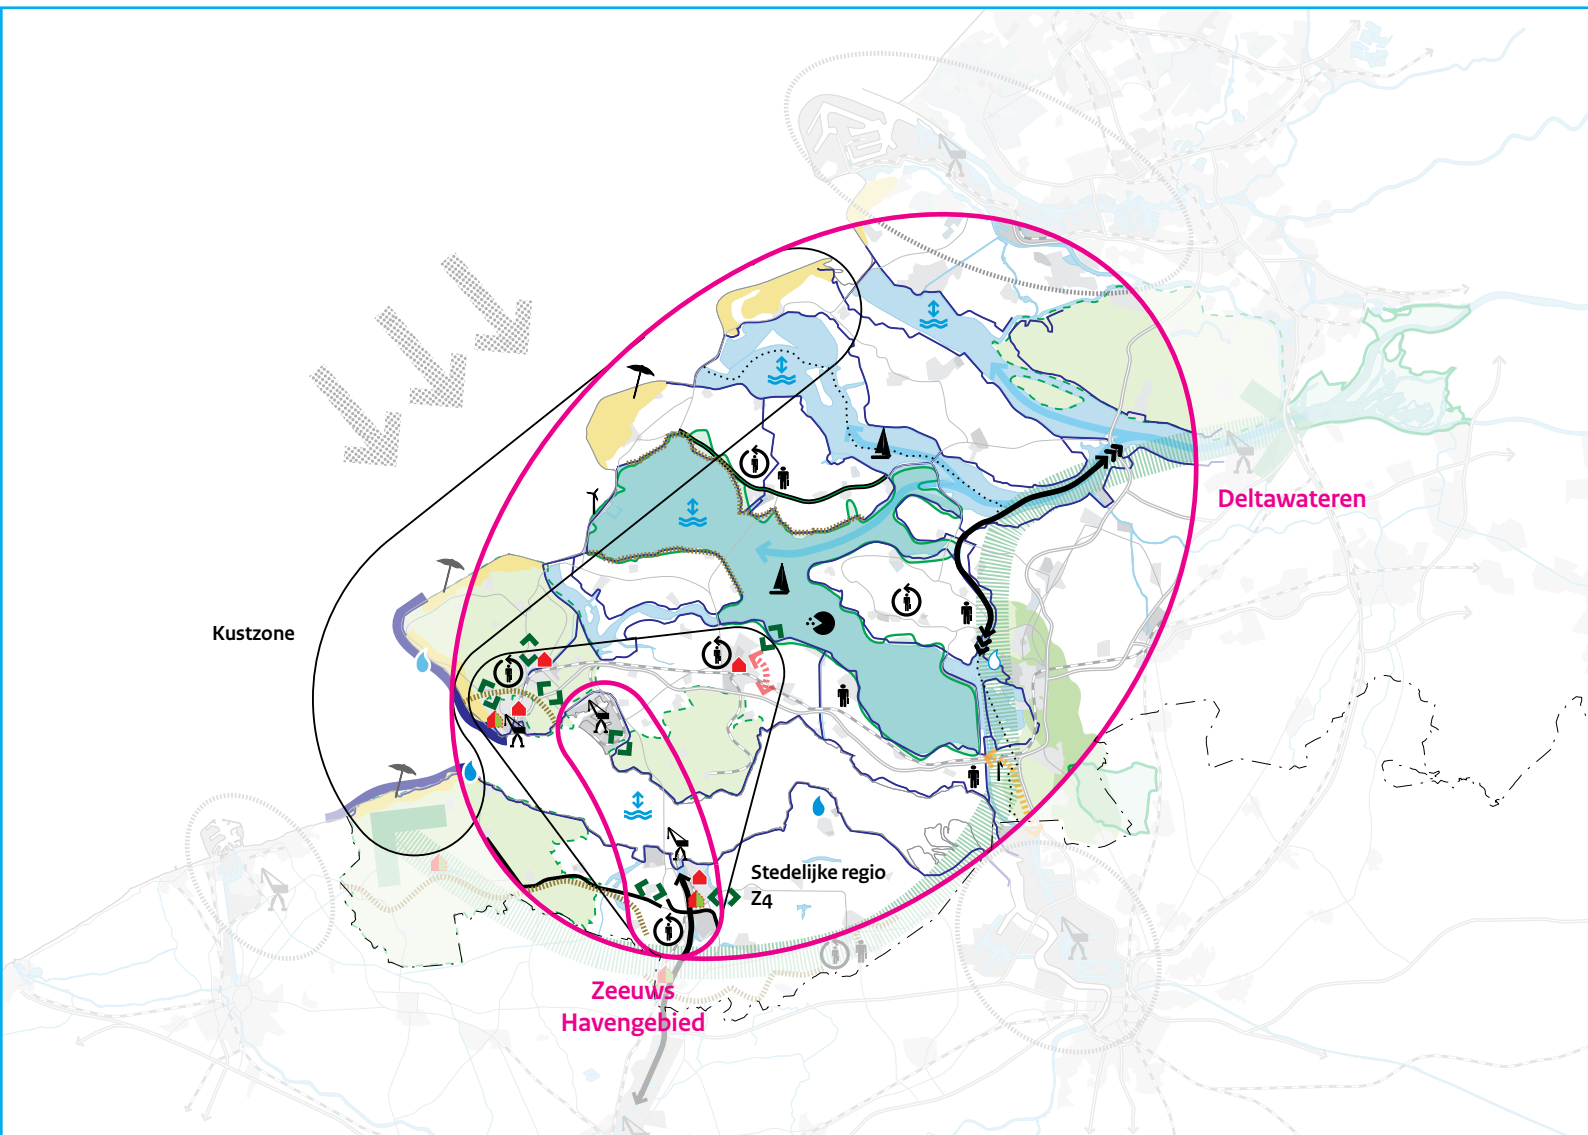 Deltawateren
Kustzone
Stedelijke regio
Z4
Zeeuws
Havengebied